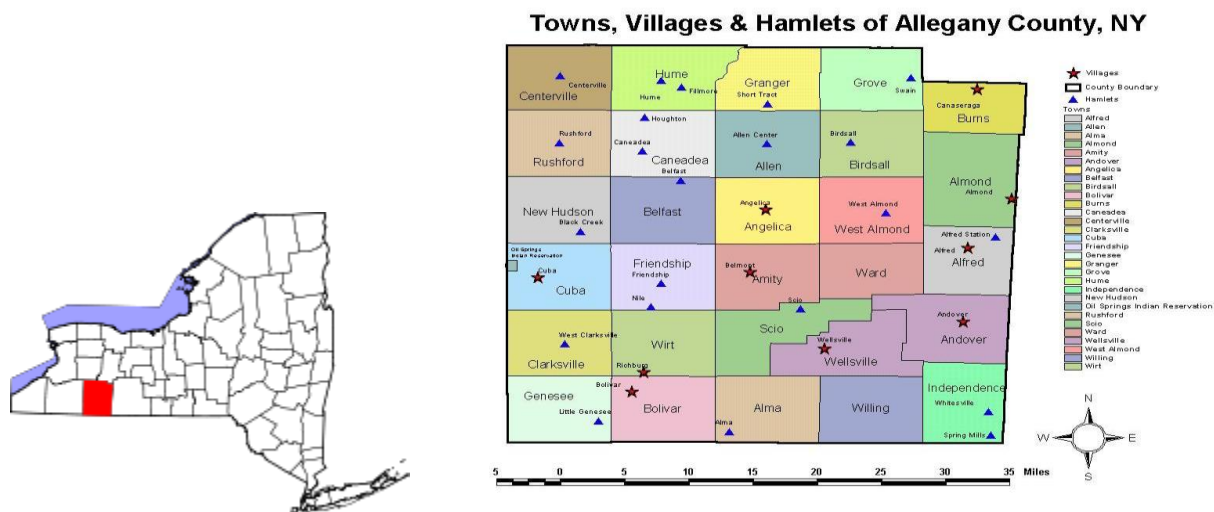 Towns, Villages & Hamlets of Allegany County, NY
Centerville
Centerville
Hume
Hume
Fillmore
Granger
Short Tract
Grove
Swain
Canaseraga
Burns
Rushford
Rushford
Houghton
Caneadea
Caneadea
Belfast
Allen Center
Allen
Birdsall
Birdsall
Almond
Almond
New Hudson
Black Creek
Belfast
Angelica
Angelica
West Almond
West Almond
Alfred Station
Alfred
Alfred
Oil Springs
Indian Reservation
Cuba
Cuba
Friendship
Friendship
Nile
Belmont
Amity
Ward
Scio
Scio
Andover
Andover
West Clarksville
Clarksville
Wirt
Richburg
Wellsville
Wellsville
Genesee
Little Genesee
Bolivar
Bolivar
Alma
Alma
Willing
Independence
Whitesville
Spring Mills
Villages
County Boundary
Hamlets
Towns
Alfred
Allen
Alma
Almond
Amity
Andover
Angelica
Belfast
Birdsall
Bolivar
Burns
Caneadea
Centerville
Clarksville
Cuba
Friendship
Genesee
Granger
Grove
Hume
Independence
New Hudson
Oil Springs Indian Reservation
Rushford
Scio
Ward
Wellsville
West Almond
Willing
Wirt
N
W E
S
5 0 5 10 15 20 25 30 35 Miles